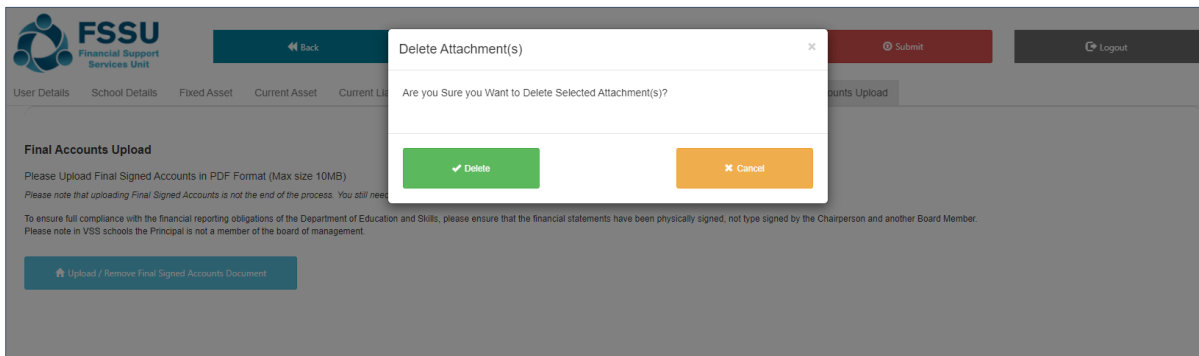 FSSU
Financial Support
Services Unit
Back
Submit
Logout
User Details School Details Fixed Asset Current Asset Current Lia
ounts Upload
Delete Attachment(s) ×
Are you Sure you Want to Delete Selected Attachment(s)?
Delete
Cancel
Final Accounts Upload
Please Upload Final Signed Accounts in PDF Format (Max size 10MB)
Please note that uploading Final Signed Accounts is not the end of the process. You still need
To ensure full compliance with the financial reporting obligations of the Department of Education and Skills, please ensure that the financial statements have been physically signed, not type signed by the Chairperson and another Board Member.
Please note in VSS schools the Principal is not a member of the board of management.
Upload / Remove Final Signed Accounts Document